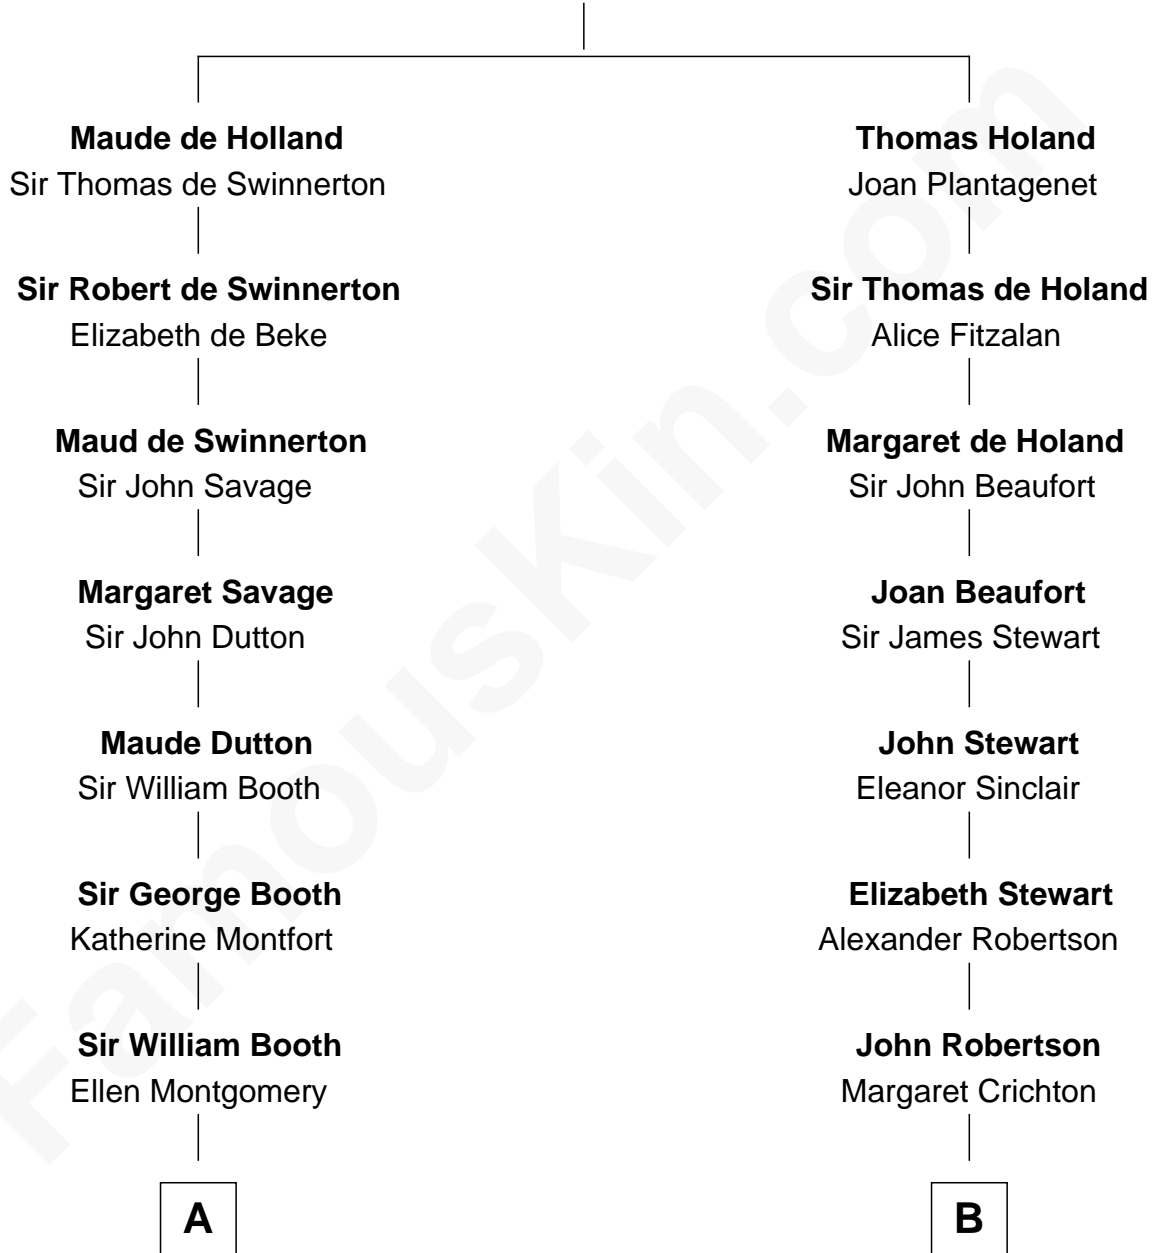 Maude de Holland
Sir Thomas de Swinnerton
Sir Robert de Swinnerton
Elizabeth de Beke
Maud de Swinnerton
Sir John Savage
Margaret Savage
Sir John Dutton
Maude Dutton
Sir William Booth
Sir George Booth
Katherine Montfort
Sir William Booth
Ellen Montgomery
A
Thomas Holand
Joan Plantagenet
Sir Thomas de Holand
Alice Fitzalan
Margaret de Holand
Sir John Beaufort
Joan Beaufort
Sir James Stewart
John Stewart
Eleanor Sinclair
Elizabeth Stewart
Alexander Robertson
John Robertson
Margaret Crichton
B
FamousKin.com